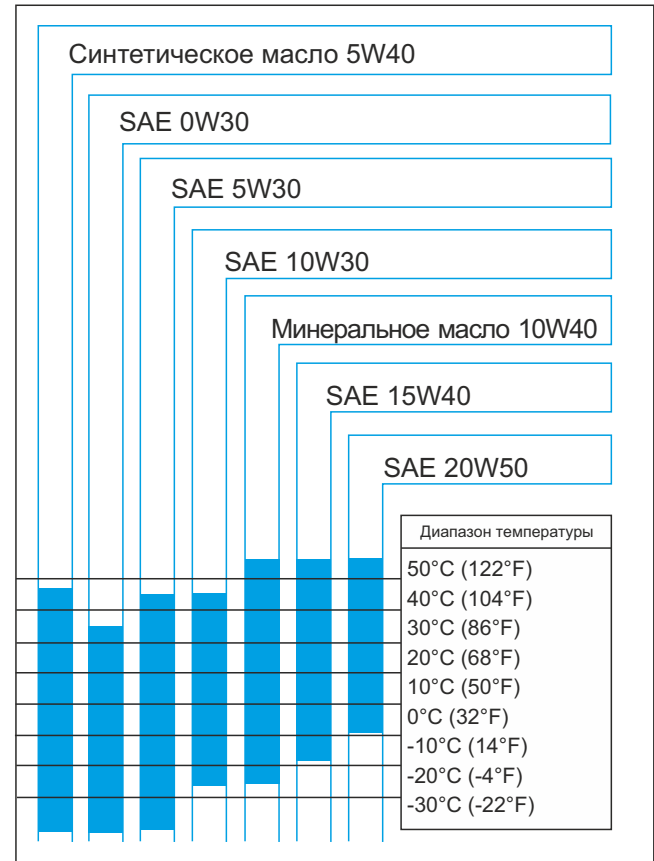 Синтетическое масло 5W40
SAE 0W30
SAE 5W30
SAE 10W30
Минеральное масло 10W40
SAE 15W40
SAE 20W50
Диапазон температуры
50°C (122°F)
40°C (104°F)
30°C (86°F)
20°C (68°F)
10°C (50°F)
0°C (32°F)
-10°C (14°F)
-20°C (-4°F)
-30°C (-22°F)